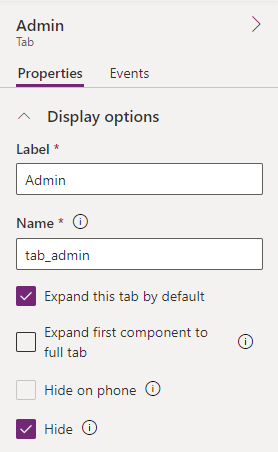 Admin
Tab
Properties Events
Display options
Label *
Admin
Name *
tab_admin
Expand this tab by default
Expand first component to
full tab
Hide on phone
Hide